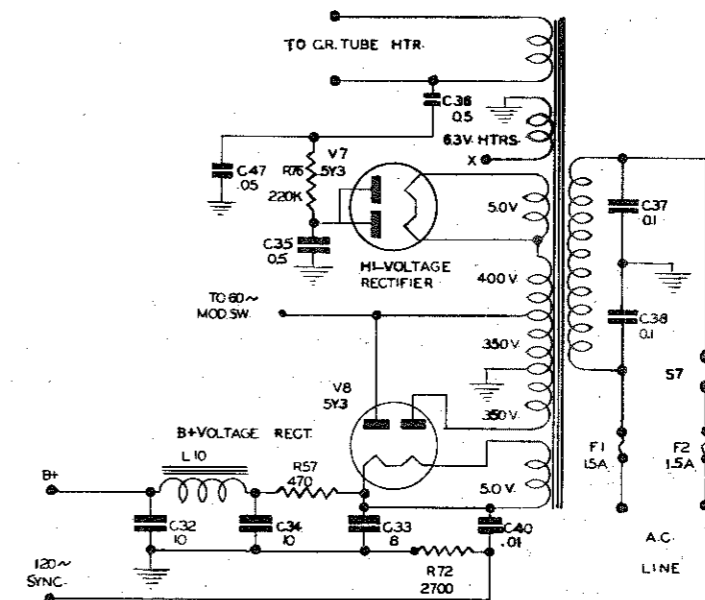 TO C.R. TUBE HTR.
C36
0.5
6.3V. HTRS.
X
C47
.05
R76
220K
V7
5Y3
5.0V
C37
0.1
C35
0.5
HI-VOLTAGE
RECTIFIER
400 V.
TO 60~
MOD. SW.
C38
0.1
350 V.
S7
V8
5Y3
350 V.
B+VOLTAGE RECT.
F1
1.5A
F2
1.5A
L10
B+
R57
470
5.0 V.
C32
10
C34
10
C33
8
C40
.01
A.C.
LINE
120~
SYNC.
R72
2700